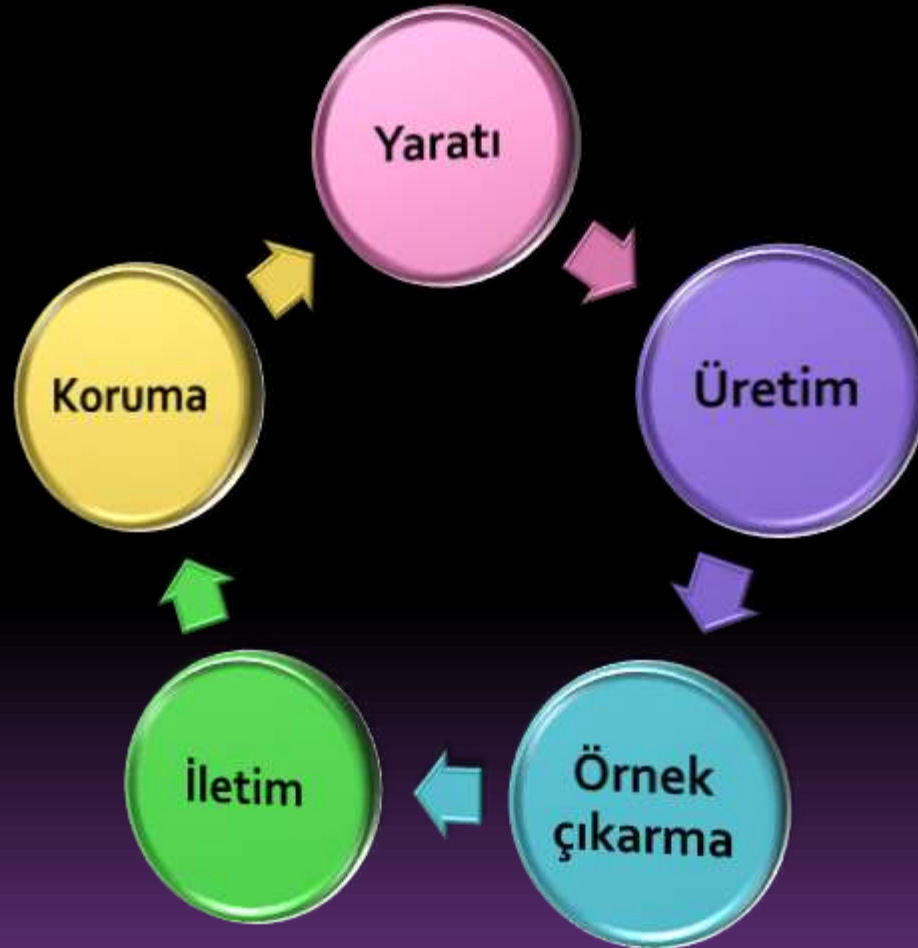 Yaratı
Üretim
Örnek
çıkarma
İletim
Koruma